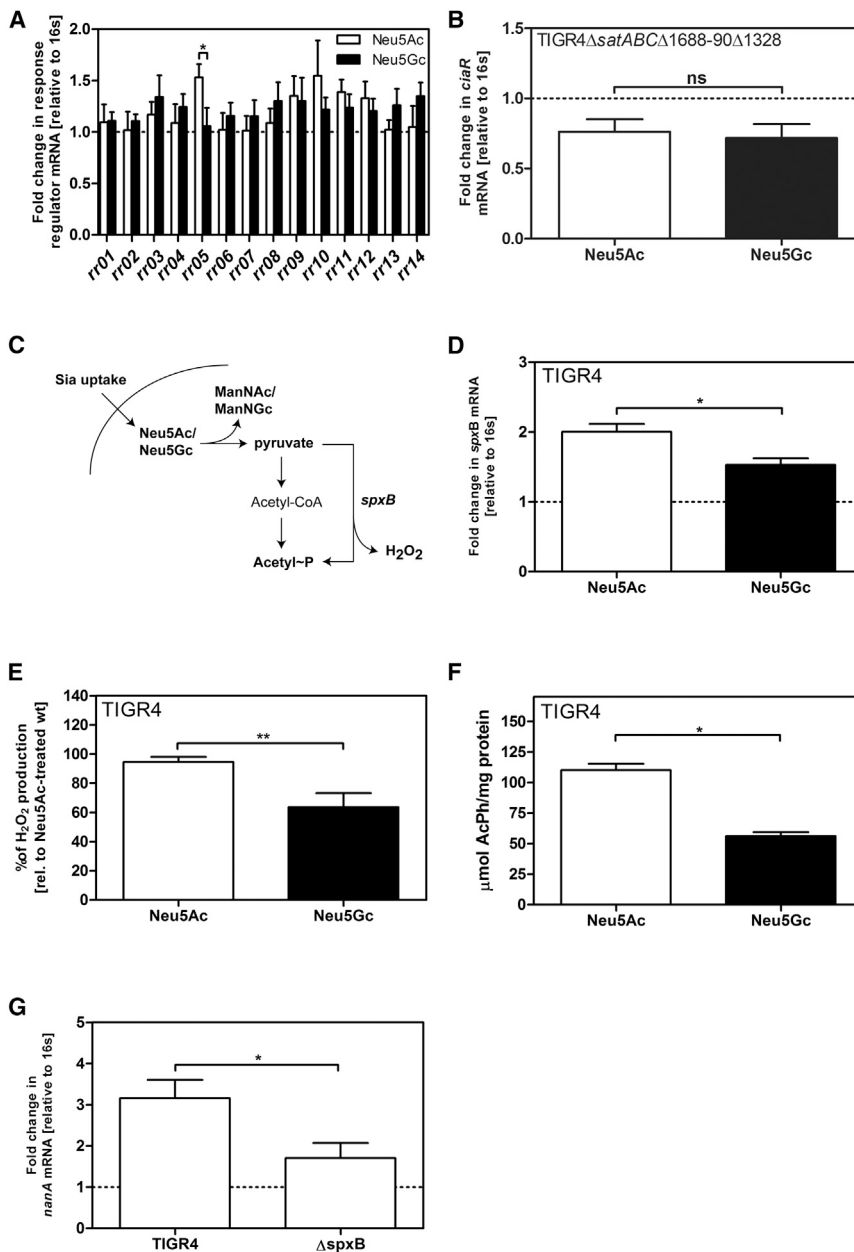 A
Fold change in response
regulator mRNA [relative to 16s]
2.0
1.5
1.0
0.5
0.0
*
Neu5Ac
Neu5Gc
rr01 rr02 rr03 rr04 rr05 rr06 rr07 rr08 rr09 rr10 rr11 rr12 rr13 rr14
B
TIGR4ΔsatABCΔ1688-90Δ1328
Fold change in ciaR
mRNA [relative to 16s]
1.5
1.0
0.5
0.0
ns
Neu5Ac Neu5Gc
C
Sia uptake
ManNAc/
ManNGc
Neu5Ac/
Neu5Gc
pyruvate
Acetyl-CoA
spxB
Acetyl~P
H2O2
D
TIGR4
Fold change in spxB mRNA
[relative to 16s]
3
2
1
0
*
Neu5Ac Neu5Gc
E
TIGR4
%of H2O2 production
[rel. to Neu5Ac-treated wt]
140
120
100
80
60
40
20
0
**
Neu5Ac Neu5Gc
F
TIGR4
μmol AcPh/mg protein
150
125
100
75
50
25
0
*
Neu5Ac Neu5Gc
G
Fold change in
nanA mRNA [relative to 16s]
5
4
3
2
1
0
*
TIGR4 ΔspxB